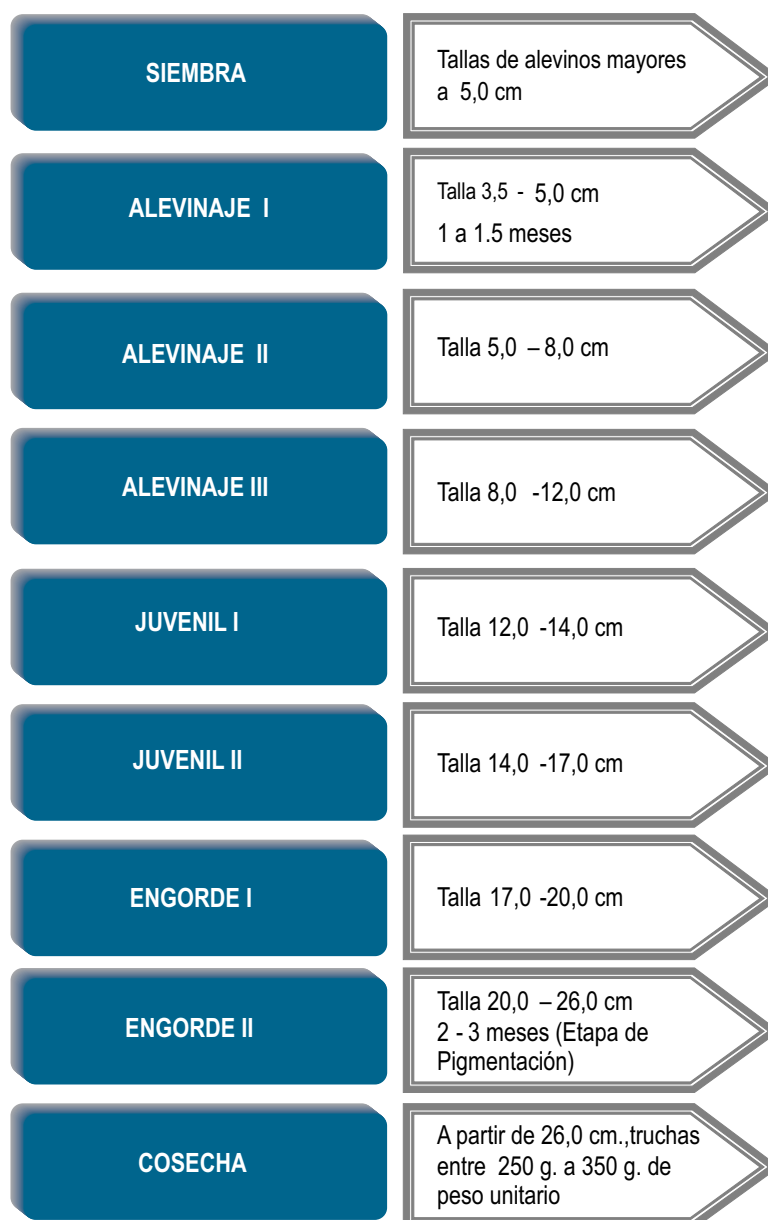 SIEMBRA
Tallas de alevinos mayores
a 5,0 cm
ALEVINAJE I
Talla 3,5 - 5,0 cm
1 a 1.5 meses
ALEVINAJE II
Talla 5,0 – 8,0 cm
ALEVINAJE III
Talla 8,0 -12,0 cm
JUVENIL I
Talla 12,0 -14,0 cm
JUVENIL II
Talla 14,0 -17,0 cm
ENGORDE I
Talla 17,0 -20,0 cm
ENGORDE II
Talla 20,0 – 26,0 cm
2 - 3 meses (Etapa de
Pigmentación)
COSECHA
A partir de 26,0 cm.,truchas
entre 250 g. a 350 g. de
peso unitario